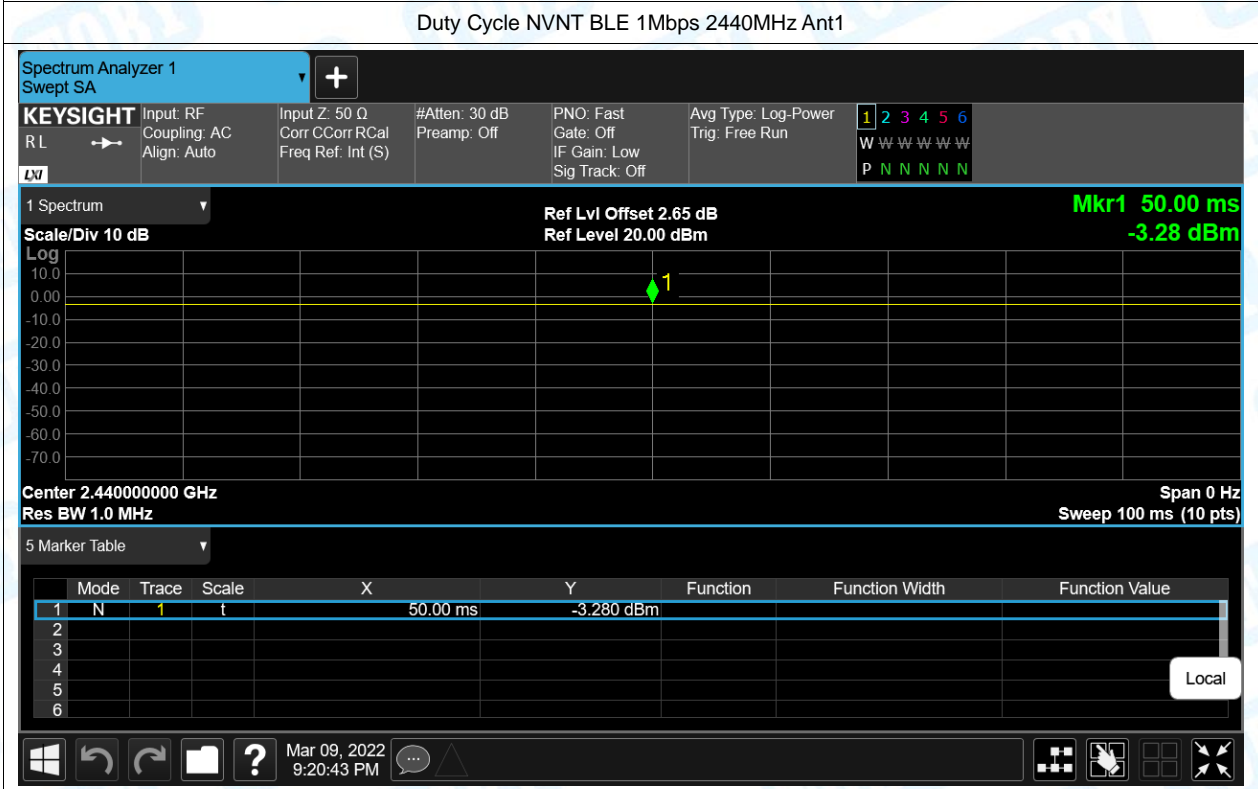 Duty Cycle NVNT BLE 1Mbps 2440MHz Ant1
Spectrum Analyzer 1
Swept SA
KEYSIGHT
RL
LXI
Input: RF
Coupling: AC
Align: Auto
Input Z: 50 Ω
Corr CCorr RCal
Freq Ref: Int (S)
#Atten: 30 dB
Preamp: Off
PNO: Fast
Gate: Off
IF Gain: Low
Sig Track: Off
Avg Type: Log-Power
Trig: Free Run
1 2 3 4 5 6
W W W W W W
P N N N N N
1 Spectrum
Scale/Div 10 dB
Ref Lvl Offset 2.65 dB
Ref Level 20.00 dBm
Mkr1 50.00 ms
-3.28 dBm
Log
10.0
0.00
-10.0
-20.0
-30.0
-40.0
-50.0
-60.0
-70.0
1
Center 2.440000000 GHz
Res BW 1.0 MHz
Span 0 Hz
Sweep 100 ms (10 pts)
5 Marker Table
Mode Trace Scale X Y Function Function Width Function Value
1 N 1 t 50.00 ms -3.280 dBm
2
3
4
5
6
Local
Mar 09, 2022
9:20:43 PM